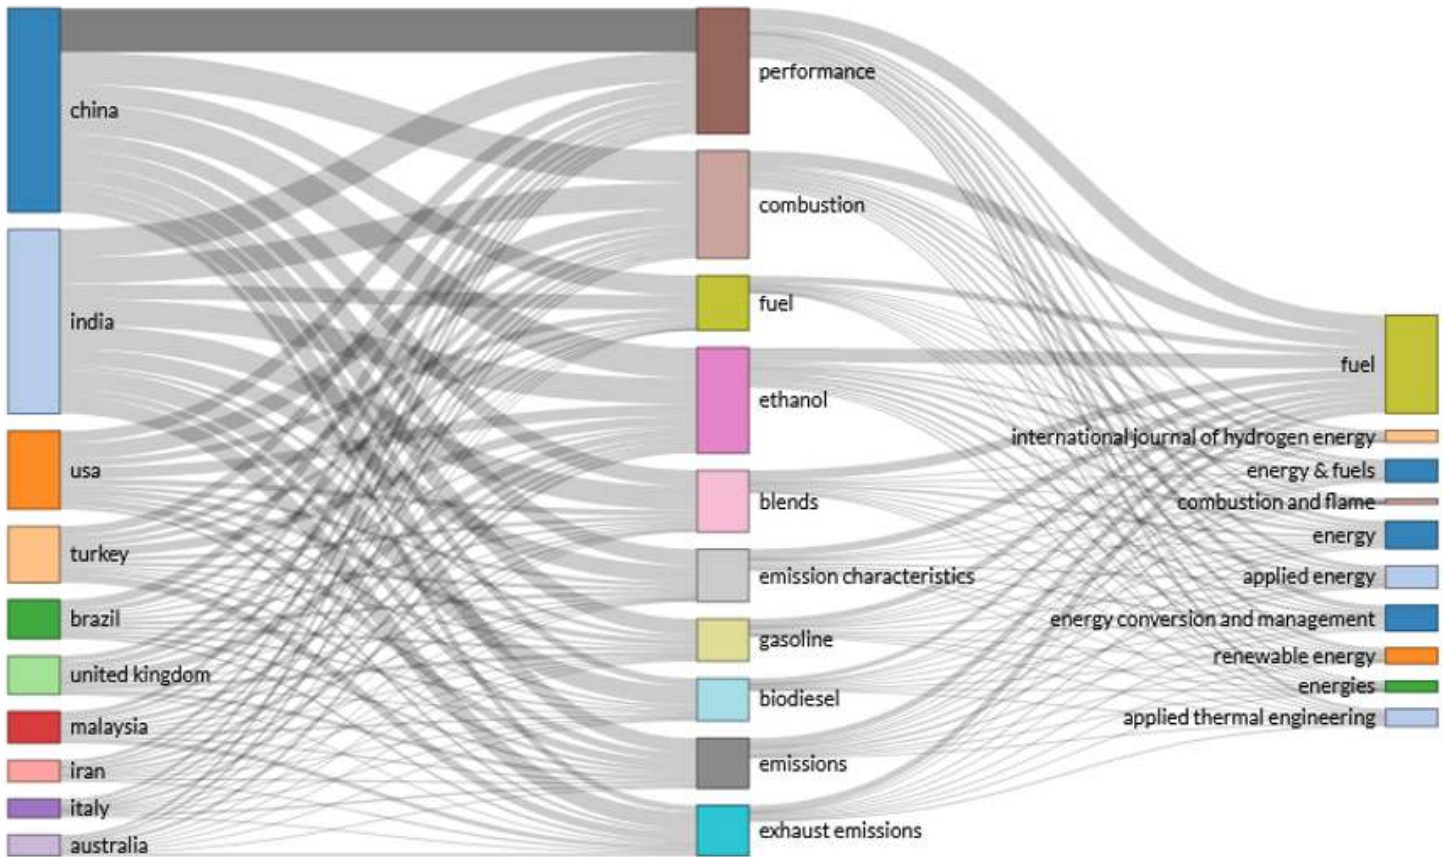 china
india
usa
turkey
brazil
united kingdom
malaysia
iran
italy
australia
performance
combustion
fuel
ethanol
blends
emission characteristics
gasoline
biodiesel
emissions
exhaust emissions
fuel
international journal of hydrogen energy
energy & fuels
combustion and flame
energy
applied energy
energy conversion and management
renewable energy
energies
applied thermal engineering